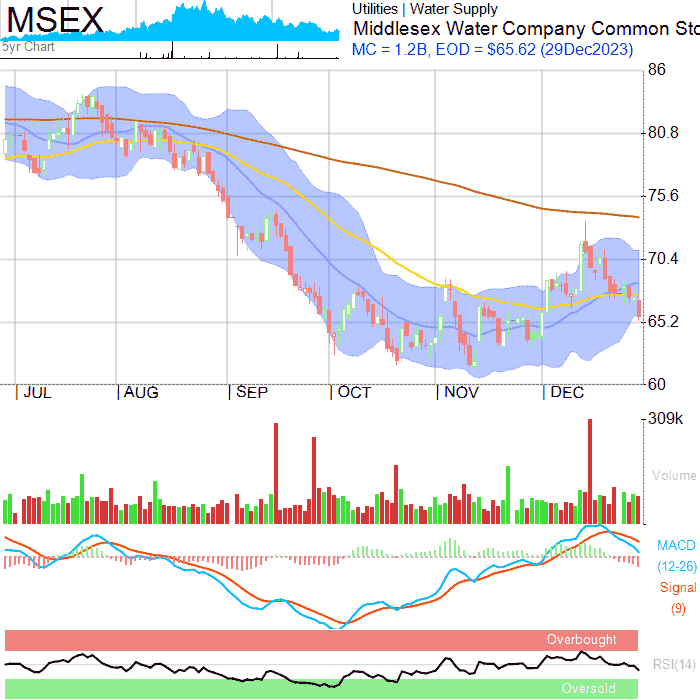 MSEX
5yr Chart
Utilities | Water Supply
Middlesex Water Company Common Sto
MC = 1.2B, EOD = $65.62 (29Dec2023)
86
80.8
75.6
70.4
65.2
60
JUL AUG SEP OCT NOV DEC
309k
Volume
MACD
(12-26)
Signal
(9)
Overbought
RSI(14)
Oversold